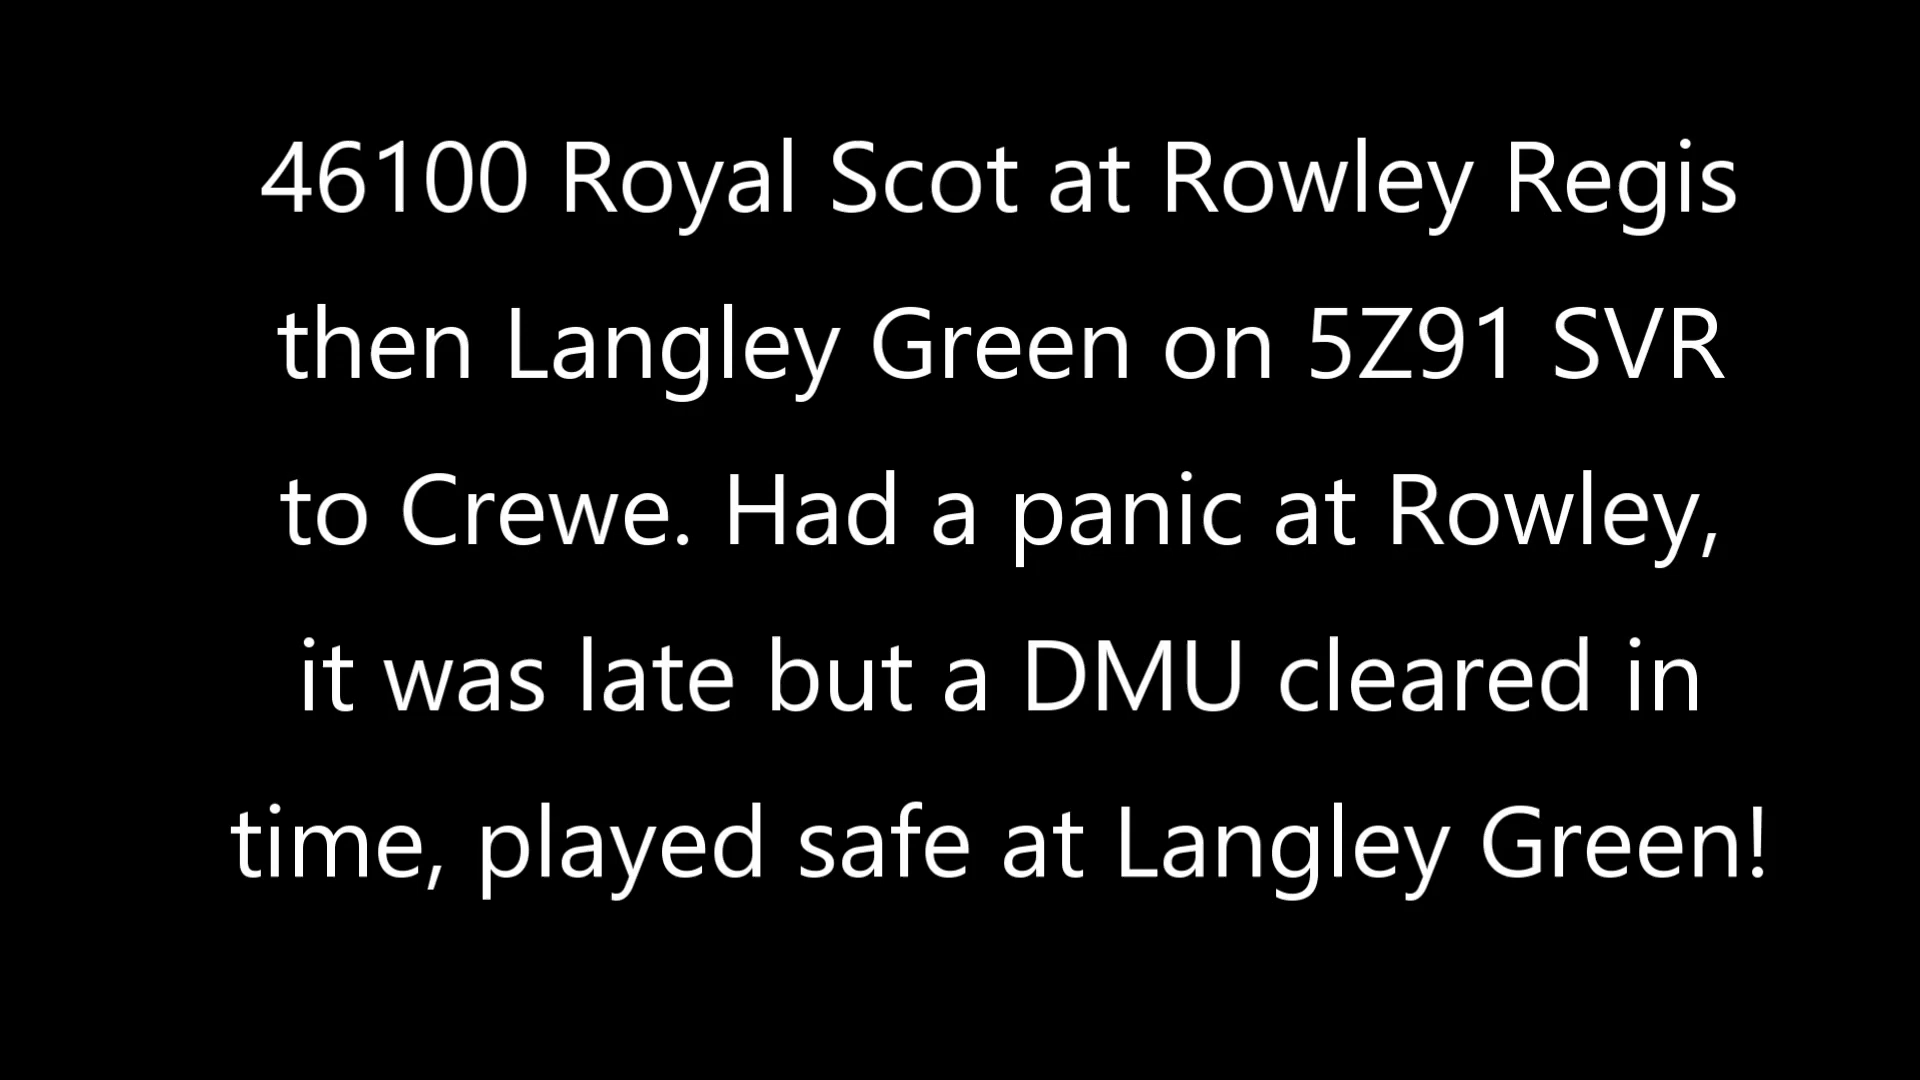 46100 Royal Scot at Rowley Regis
then Langley Green on 5Z91 SVR
to Crewe. Had a panic at Rowley,
it was late but a DMU cleared in
time, played safe at Langley Green!